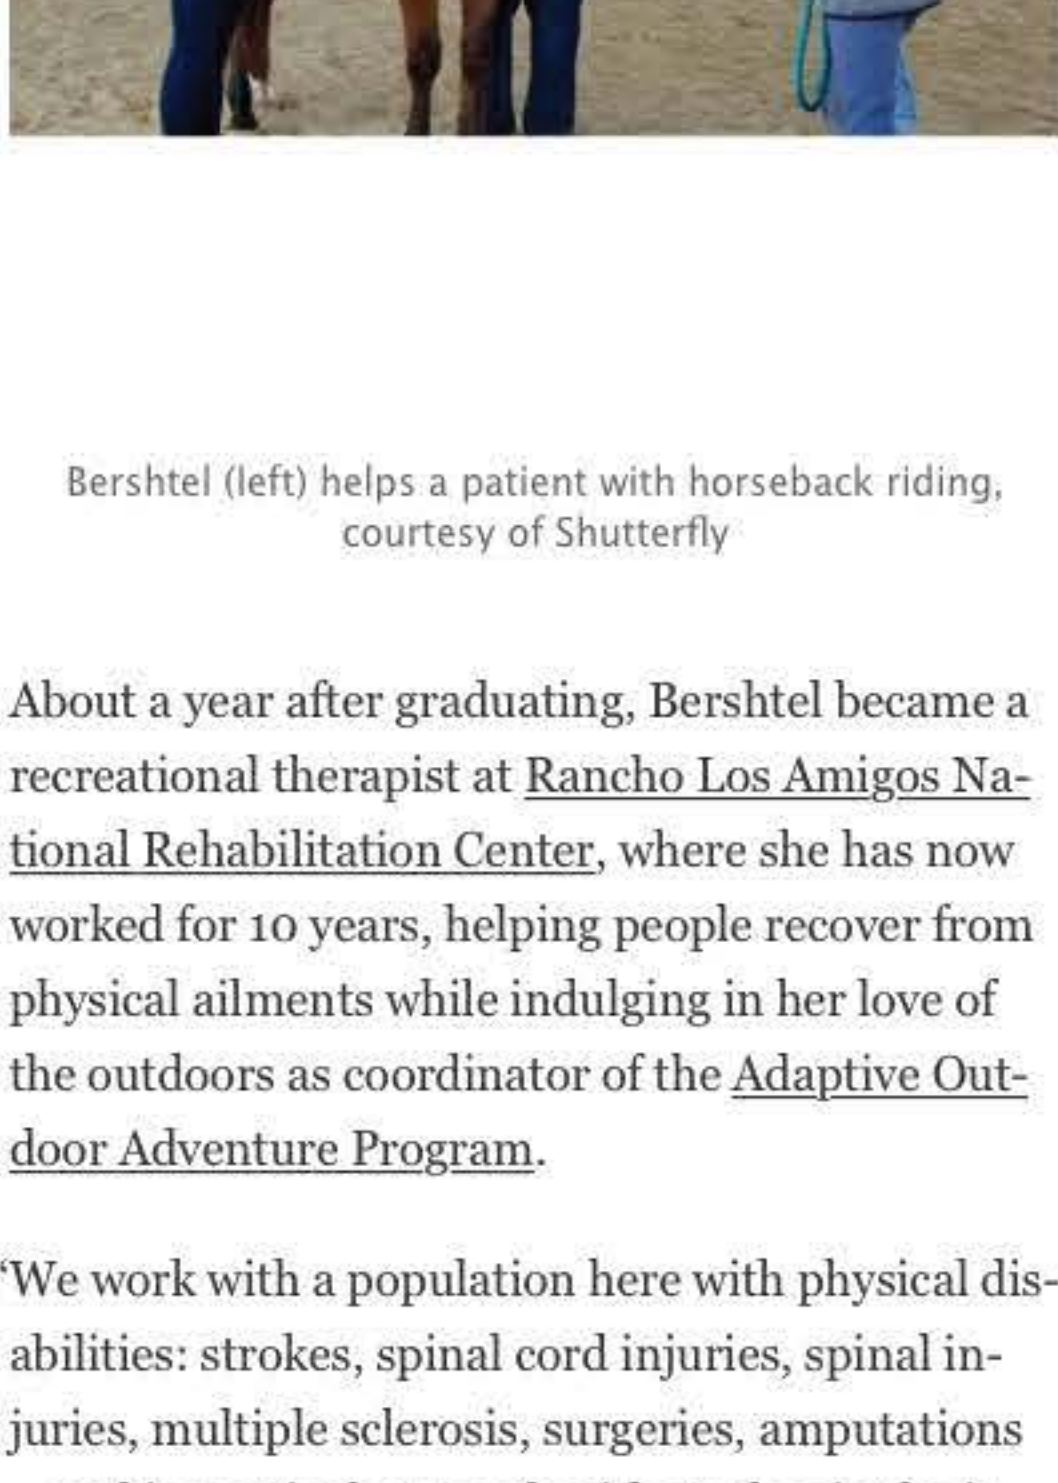 Bershtel (left) helps a patient with horseback riding,
courtesy of Shutterfly
About a year after graduating, Bershtel became a
recreational therapist at Rancho Los Amigos Na-
tional Rehabilitation Center, where she has now
worked for 10 years, helping people recover from
physical ailments while indulging in her love of
the outdoors as coordinator of the Adaptive Out-
door Adventure Program.
“We work with a population here with physical dis-
abilities: strokes, spinal cord injuries, spinal in-
juries, multiple sclerosis, surgeries, amputations